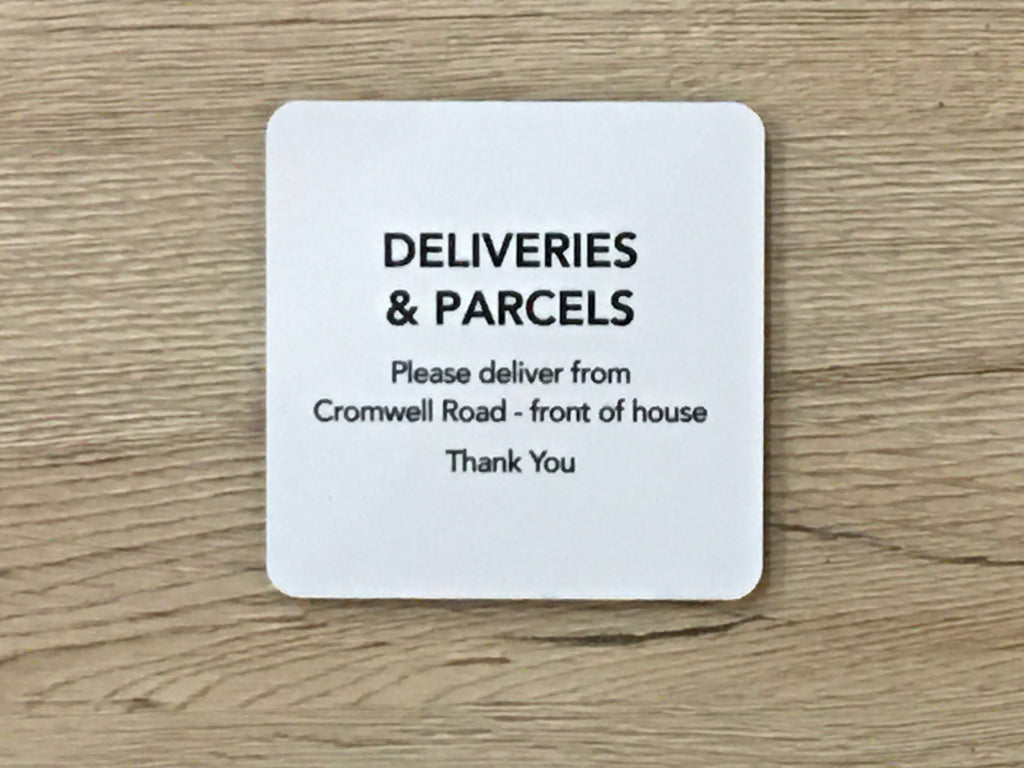 DELIVERIES
& PARCELS
Please deliver from
Cromwell Road - front of house
Thank You